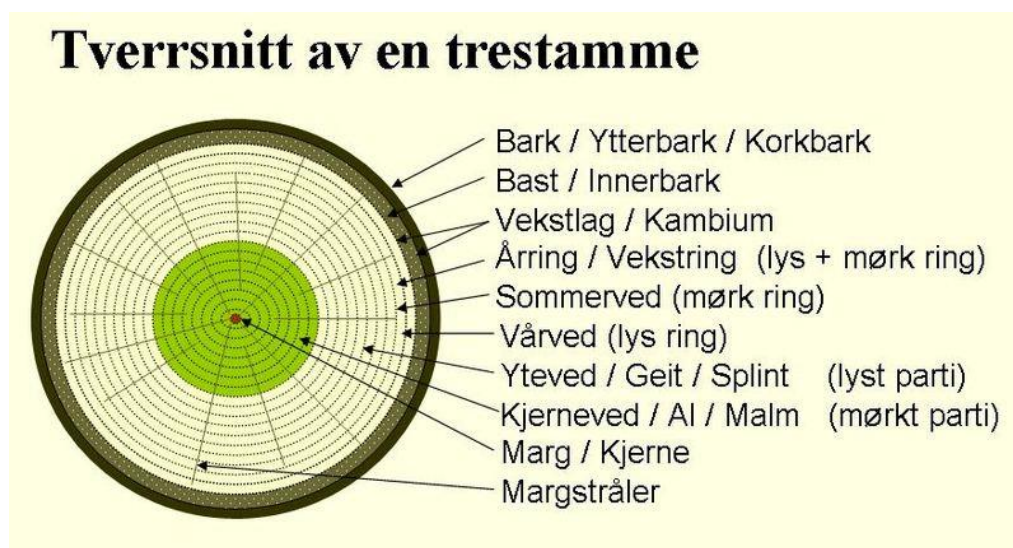 Tverrsnitt av en trestamme
Bark / Ytterbark / Korkbark
Bast / Innerbark
Vekstlag / Kambium
Årring / Vekstring (lys + mørk ring)
Sommerved (mørk ring)
Vårved (lys ring)
Yteved / Geit / Splint (lyst parti)
Kjerneved / Al / Malm (mørkt parti)
Marg / Kjerne
Margstråler